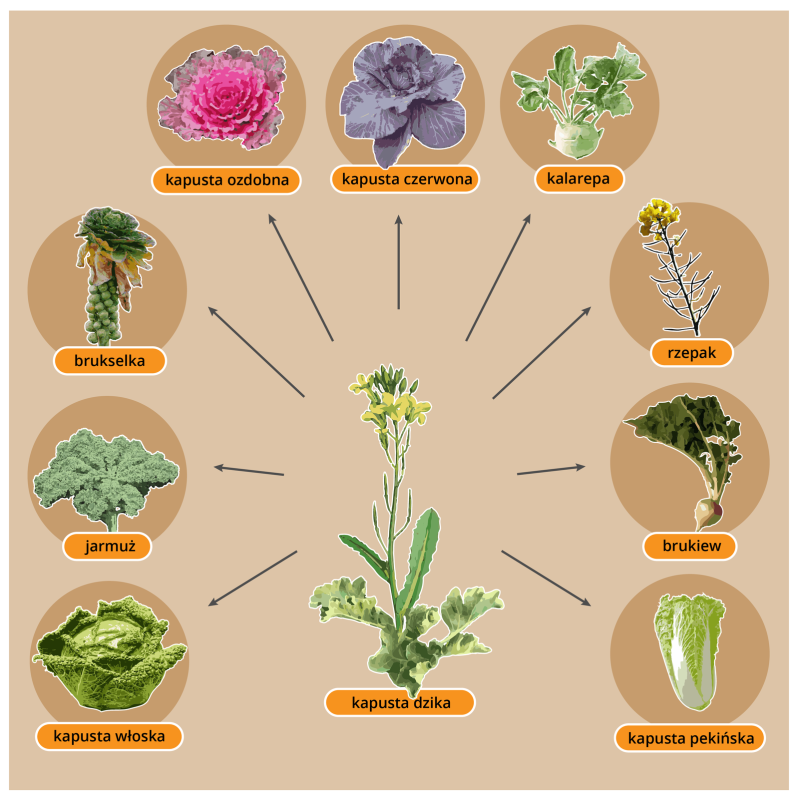 kapusta ozdobna
kapusta czerwona
kalarepa
brukselka
rzepak
jarmuż
brukiew
kapusta dzika
kapusta włoska
kapusta pekińska